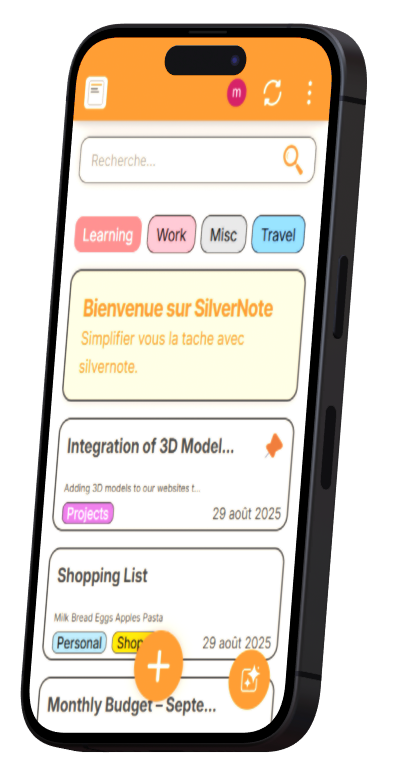 m
Recherche...
Learning Work Misc Travel
Bienvenue sur SilverNote
Simplifier vous la tache avec
silvernote.
Integration of 3D Model...
Adding 3D models to our websites t...
Projects 29 août 2025
Shopping List
Milk Bread Eggs Apples Pasta
Personal Shop 29 août 2025
Monthly Budget – Septe...